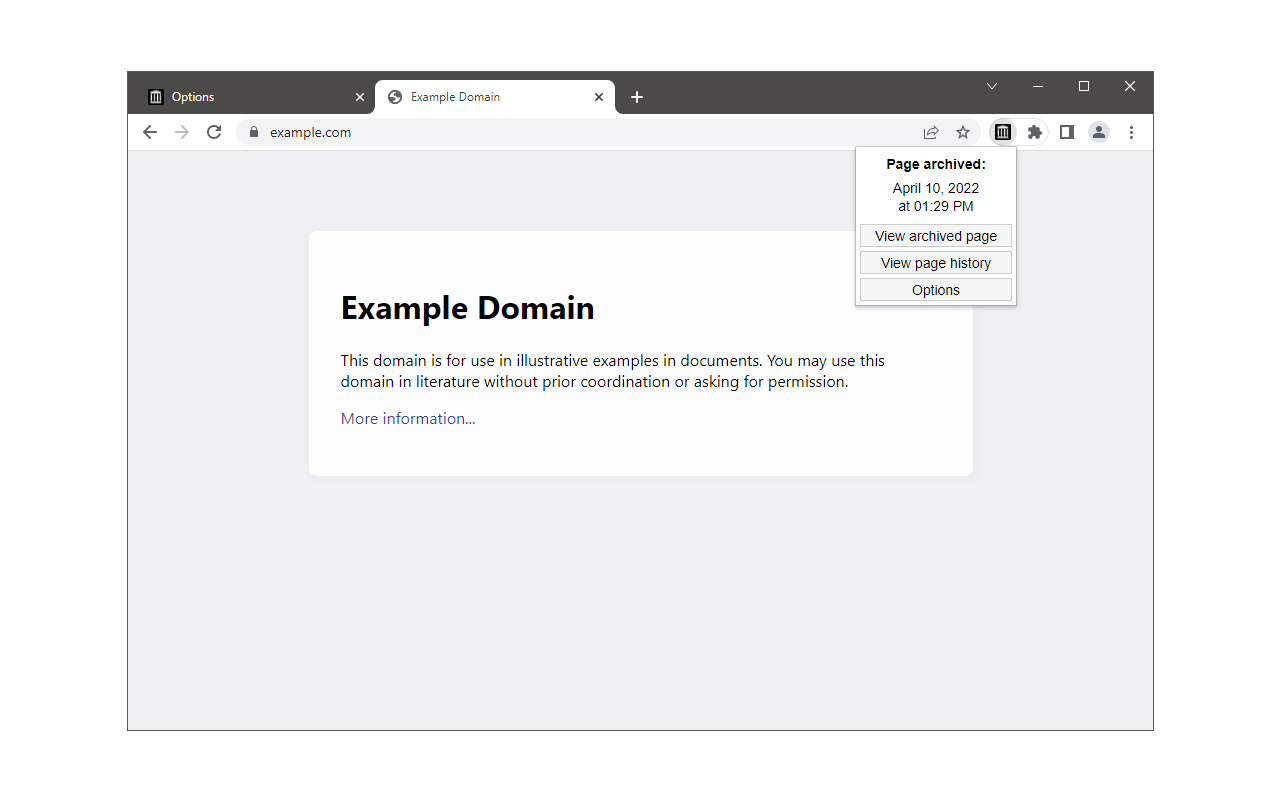 Options
Example Domain
example.com
Page archived:
April 10, 2022
at 01:29 PM
View archived page
View page history
Options
Example Domain
This domain is for use in illustrative examples in documents. You may use this
domain in literature without prior coordination or asking for permission.
More information...